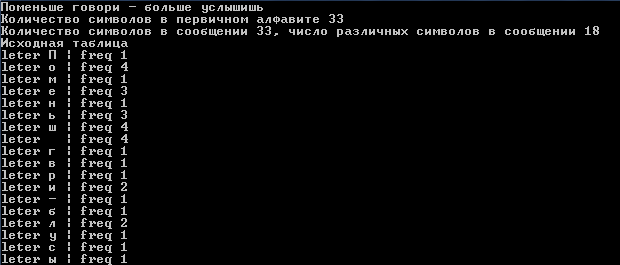 Поменьше говори - больше услышишь
Количество символов в первичном алфавите 33
Количество символов в сообщении 33, число различных символов в сообщении 18
Исходная таблица
leter П ¦ freq 1
leter о ¦ freq 4
leter м ¦ freq 1
leter е ¦ freq 3
leter н ¦ freq 1
leter ь ¦ freq 3
leter ш ¦ freq 4
leter   ¦ freq 4
leter г ¦ freq 1
leter в ¦ freq 1
leter р ¦ freq 1
leter и ¦ freq 2
leter - ¦ freq 1
leter б ¦ freq 1
leter л ¦ freq 2
leter у ¦ freq 1
leter с ¦ freq 1
leter ы ¦ freq 1